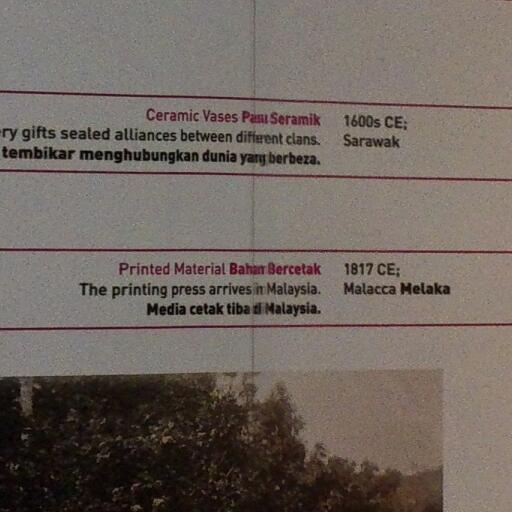 Ceramic Vases Pasu Seramik 1600s CE;
ry gifts sealed alliances between different clans. Sarawak
tembikar menghubungkan dunia yang berbeza.
Printed Material Bahan Bercetak 1817 CE;
The printing press arrives in Malaysia. Malacca Melaka
Media cetak tiba di Malaysia.